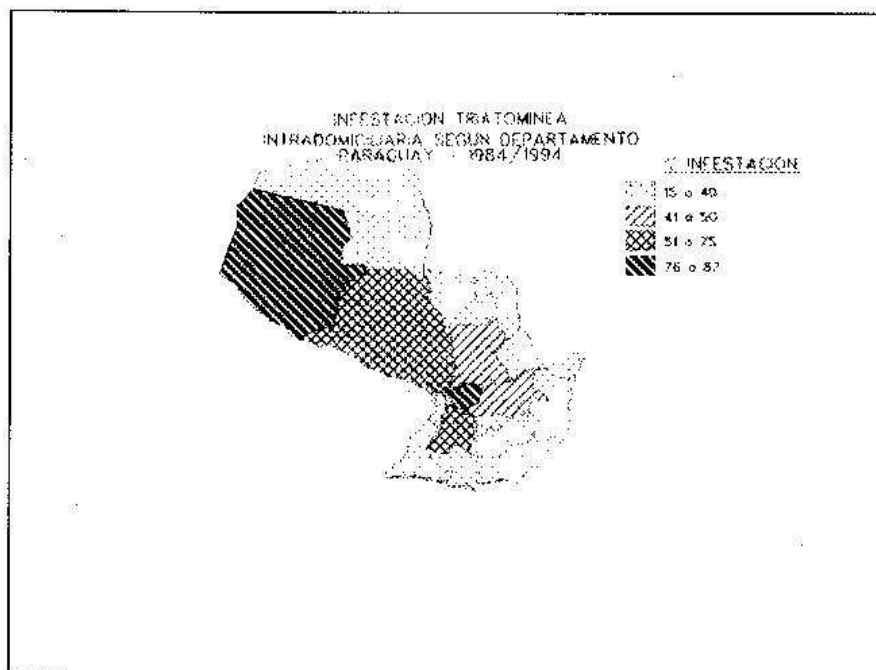 INFESTACION TRIATOMINEA
INTRADOMICILIARIA SEGUN DEPARTAMENTO
PARAGUAY - 1984/1994
% INFESTACION
15 a 40
41 a 50
51 a 75
76 a 87